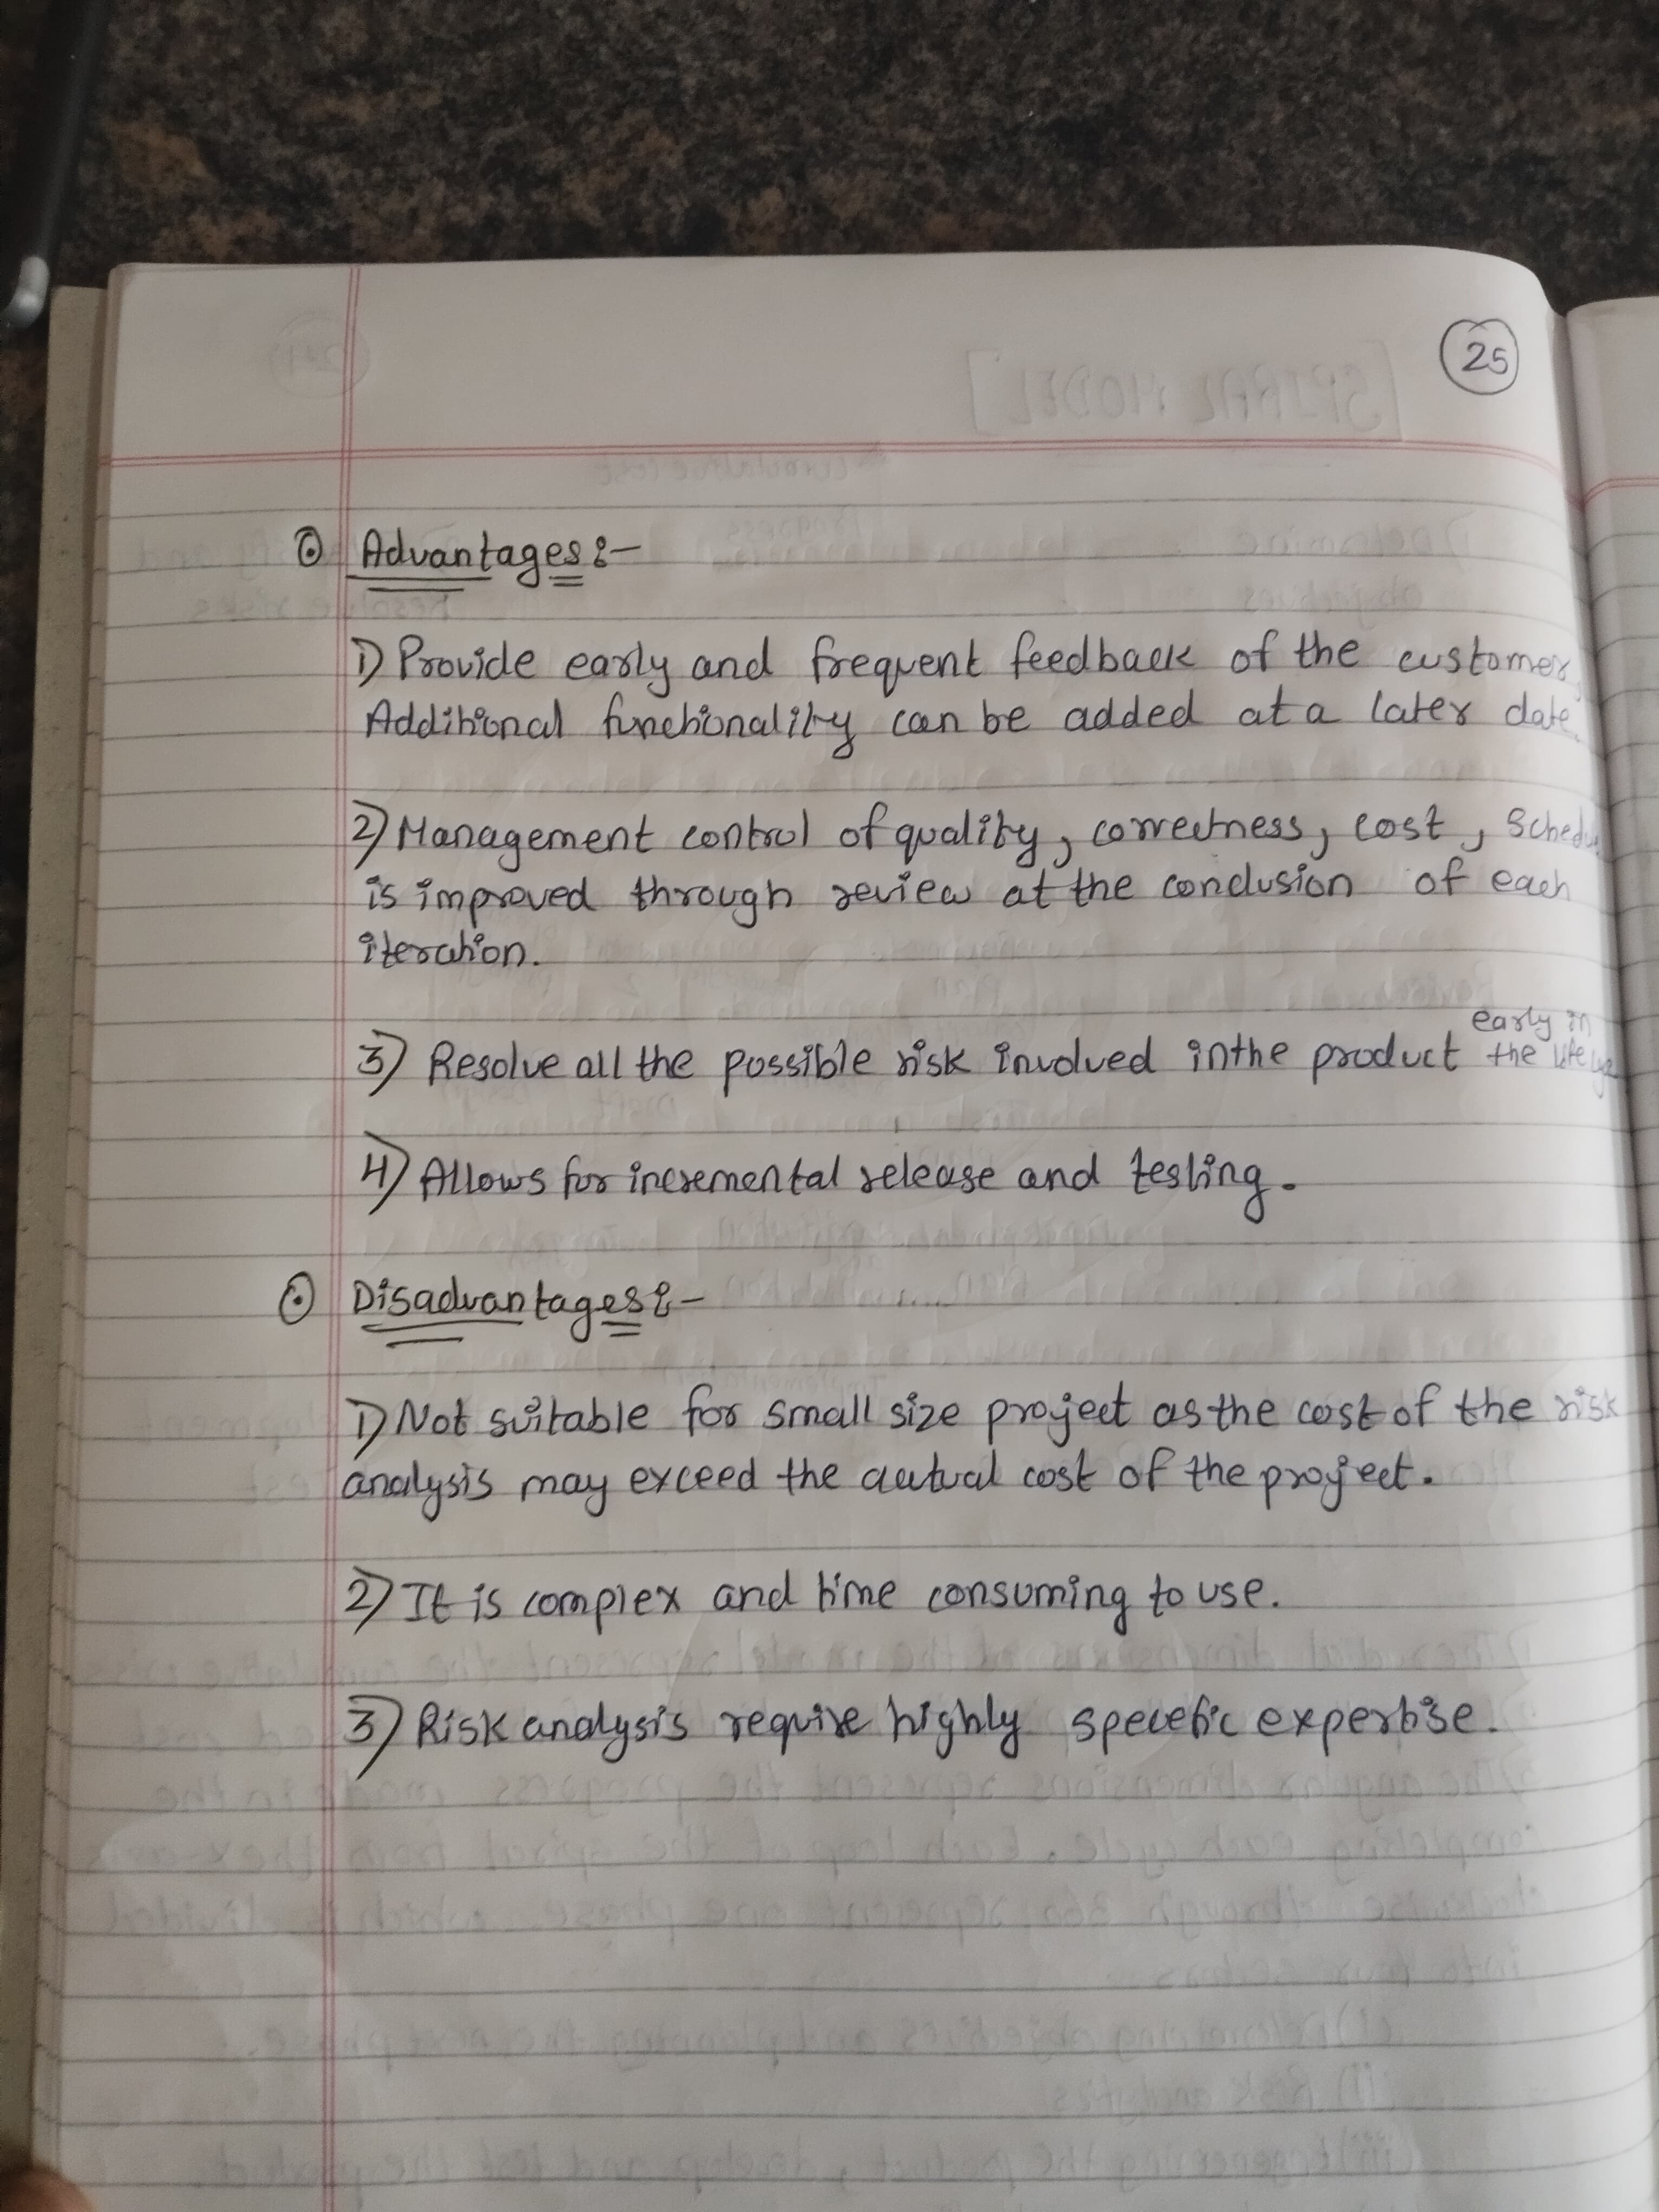 25
Advantages :-
1) Provide early and frequent feedback of the customer
Additional functionality can be added at a later date.
2) Management control of quality, correctness, cost, Schedu
is improved through review at the conclusion of each
iteration.
early in
3) Resolve all the possible risk involved in the product the life
4) Allows for incremental release and testing.
Disadvantages :-
1) Not suitable for small size project as the cost of the risk
analysis may exceed the actual cost of the project.
2) It is complex and time consuming to use.
3) Risk analysis require highly specefic expertise.